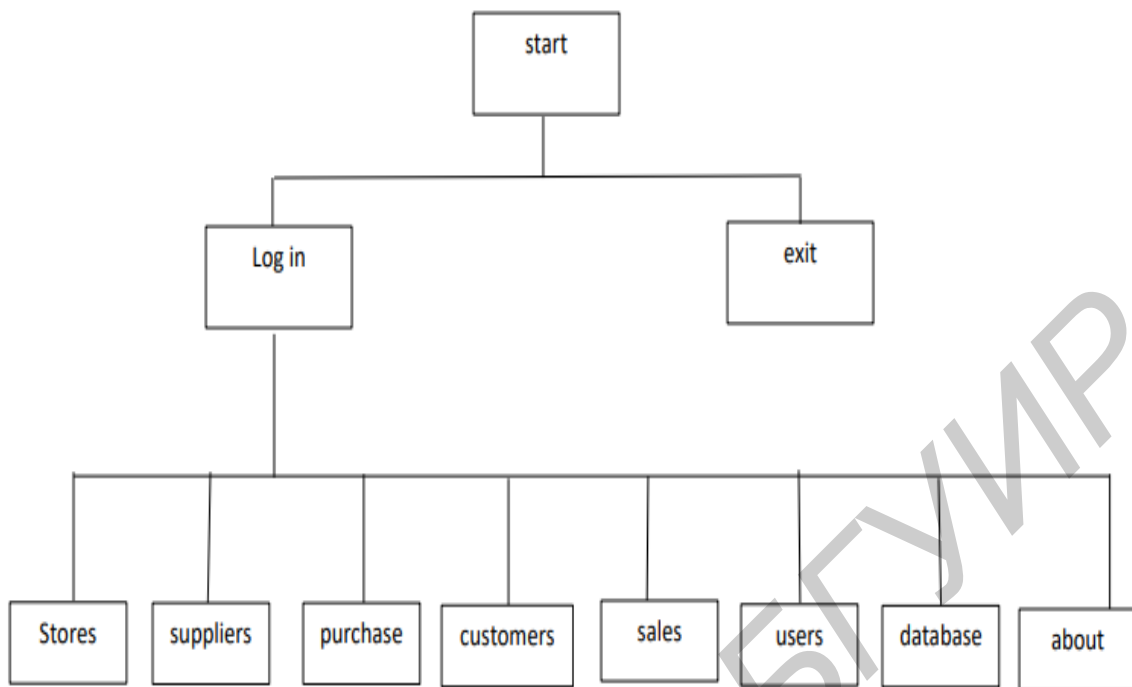 start
Log in
exit
Stores
suppliers
purchase
customers
sales
users
database
about
БГУИР